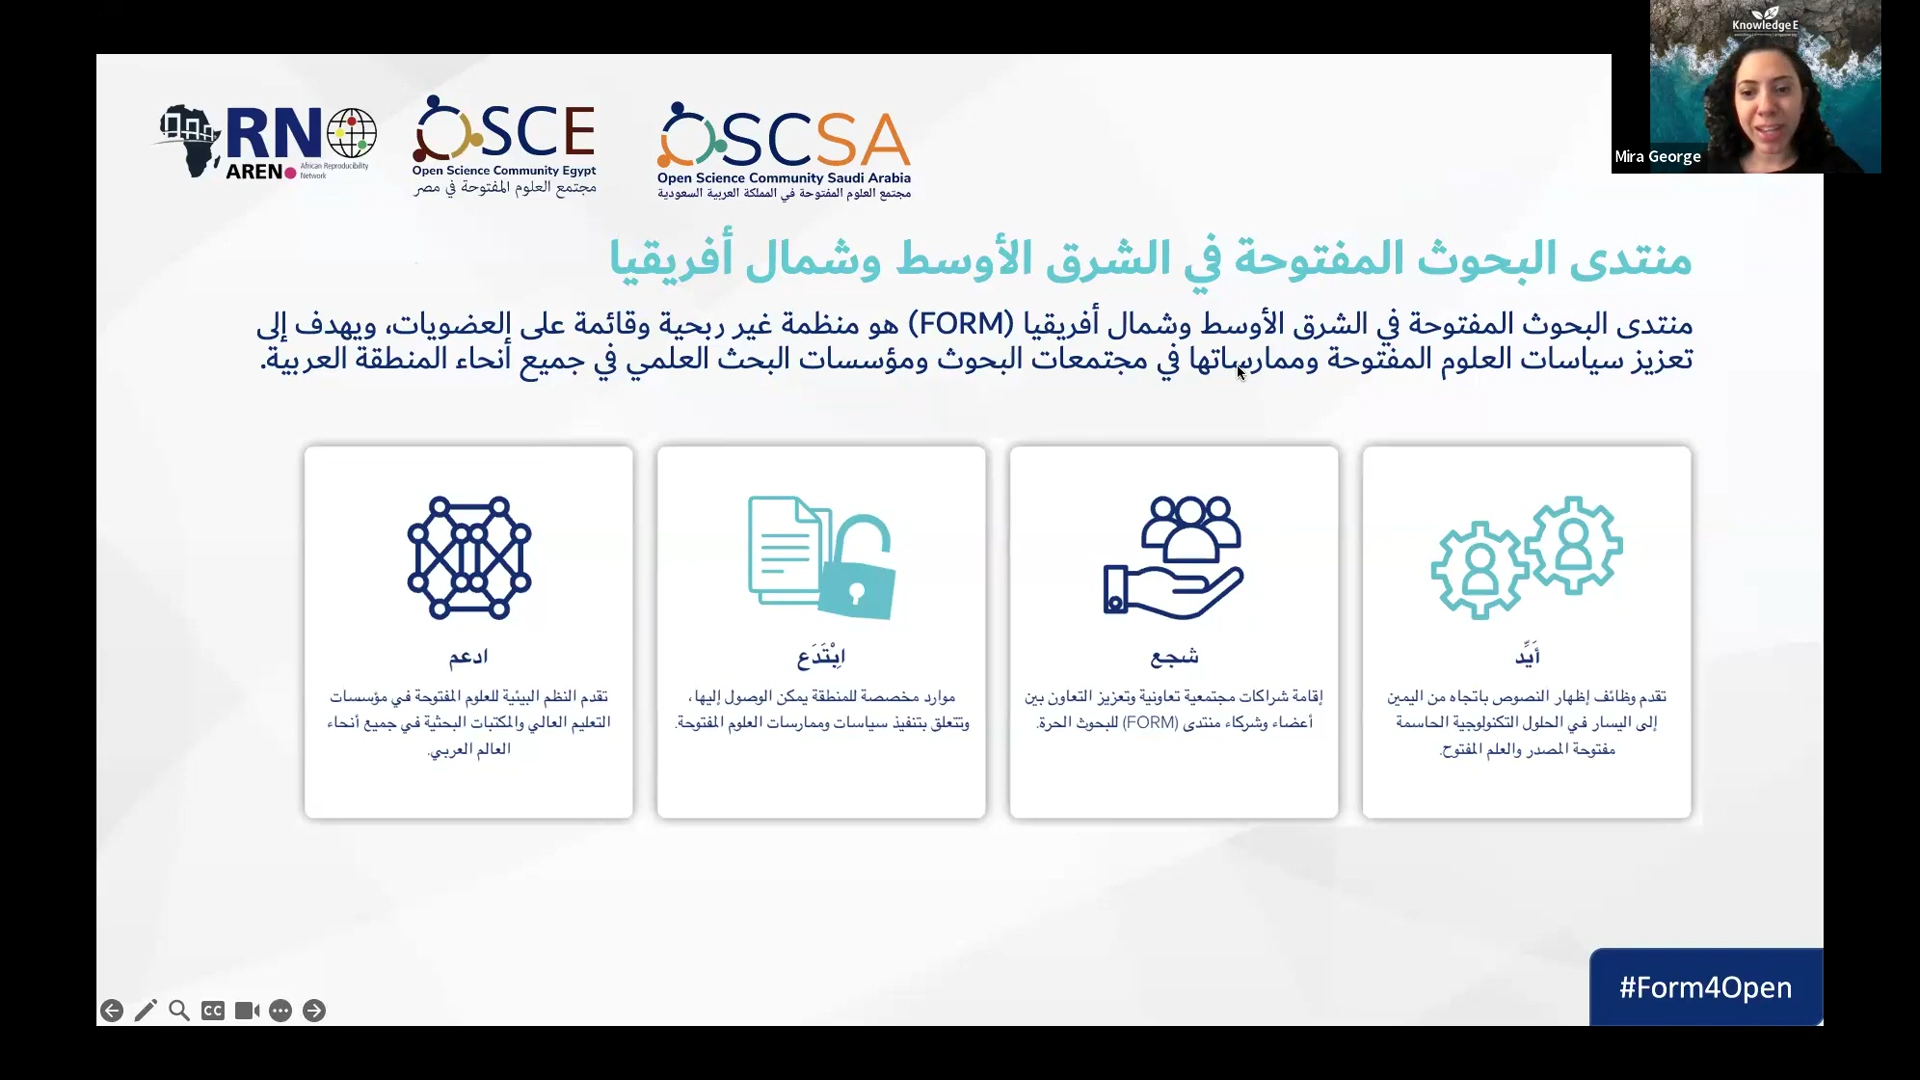 KnowledgeE
Mira George
RN
AREN
African Reproducibility
Network
OSCE
Open Science Community Egypt
مجتمع العلوم المفتوحة في مصر
OSCSA
Open Science Community Saudi Arabia
مجتمع العلوم المفتوحة في المملكة العربية السعودية
منتدى البحوث المفتوحة في الشرق الأوسط وشمال أفريقيا
منتدى البحوث المفتوحة في الشرق الأوسط وشمال أفريقيا (FORM) هو منظمة غير ربحية وقائمة على العضويات، ويهدف إلى
تعزيز سياسات العلوم المفتوحة وممارساتها في مجتمعات البحوث ومؤسسات البحث العلمي في جميع أنحاء المنطقة العربية.
أيِّد
تقدم وظائف إظهار النصوص باتجاه من اليمين
إلى اليسار في الحلول التكنولوجية الحاسمة
مفتوحة المصدر والعلم المفتوح.
شجع
إقامة شراكات مجتمعية تعاونية وتعزيز التعاون بين
أعضاء وشركاء منتدى (FORM) للبحوث الحرة.
ابْتَدَع
موارد مخصصة للمنطقة يمكن الوصول إليها،
وتتعلق بتنفيذ سياسات وممارسات العلوم المفتوحة.
ادعم
تقدم النظم البيئية للعلوم المفتوحة في مؤسسات
التعليم العالي والمكتبات البحثية في جميع أنحاء
العالم العربي.
#Form4Open
CC